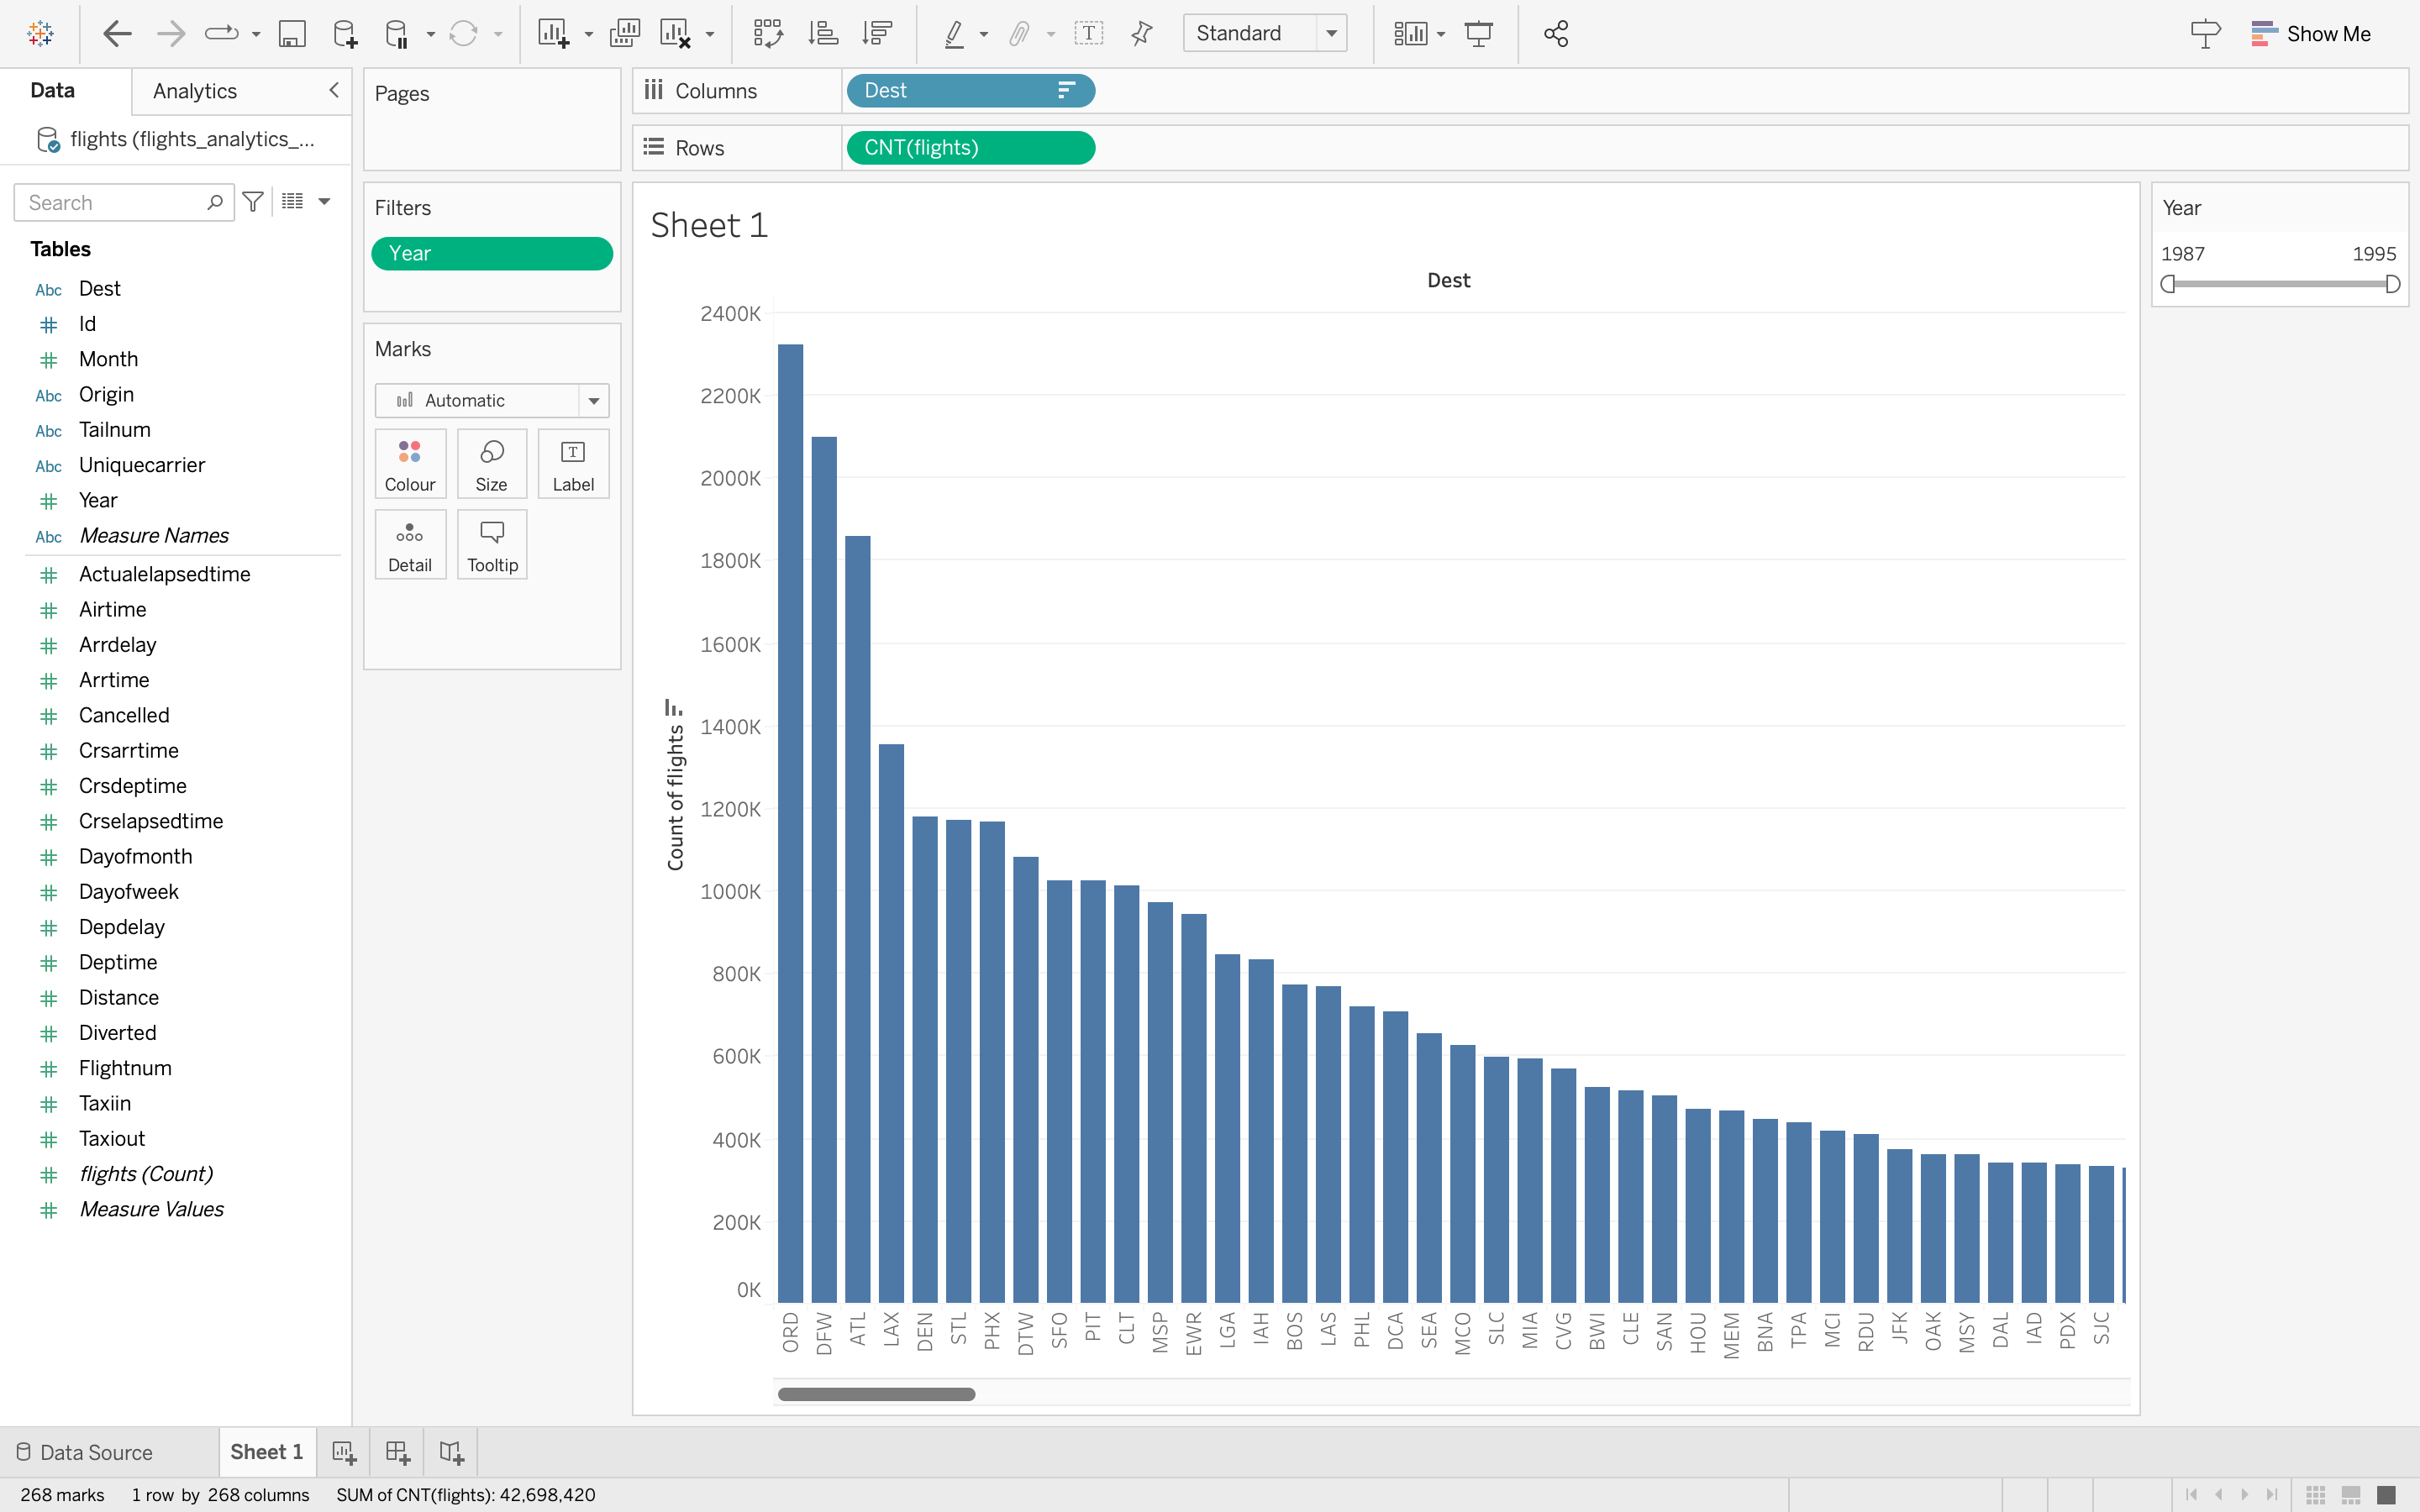 Standard
Show Me
Data
Analytics
flights (flights_analytics_...
Search
Tables
Abc Dest
# Id
# Month
Abc Origin
Abc Tailnum
Abc Uniquecarrier
# Year
Abc Measure Names
# Actualelapsedtime
# Airtime
# Arrdelay
# Arrtime
# Cancelled
# Crsarrtime
# Crsdeptime
# Crselapsedtime
# Dayofmonth
# Dayofweek
# Depdelay
# Deptime
# Distance
# Diverted
# Flightnum
# Taxiin
# Taxiout
# flights (Count)
# Measure Values
Pages
Filters
Year
Marks
Automatic
Colour
Size
T
Label
Detail
Tooltip
Columns
Dest
Rows
CNT(flights)
Sheet 1
Dest
Count of flights
2400K
2200K
2000K
1800K
1600K
1400K
1200K
1000K
800K
600K
400K
200K
0K
ORD
DFW
ATL
LAX
DEN
STL
PHX
DTW
SFO
PIT
CLT
MSP
EWR
LGA
IAH
BOS
LAS
PHL
DCA
SEA
MCO
SLC
MIA
CVG
BWI
CLE
SAN
HOU
MEM
BNA
TPA
MCI
RDU
JFK
OAK
MSY
DAL
IAD
PDX
SJC
Year
1987 1995
Data Source
Sheet 1
268 marks 1 row by 268 columns SUM of CNT(flights): 42,698,420